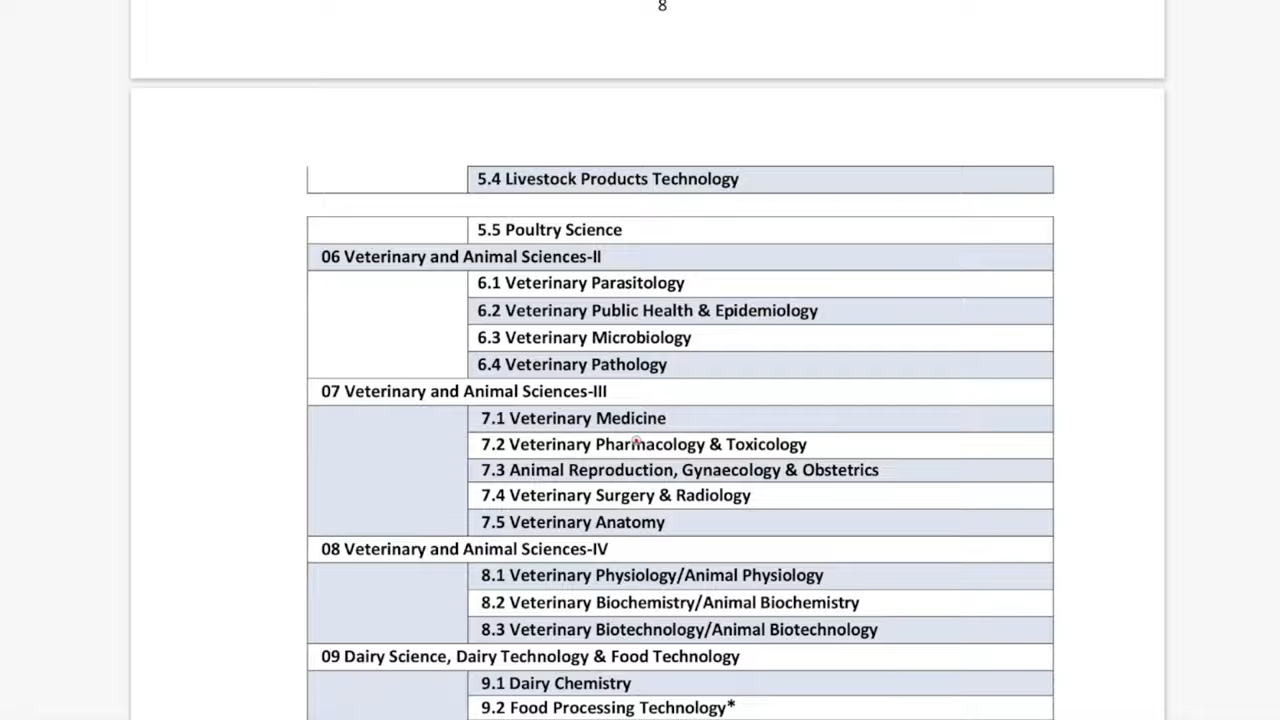 8
5.4 Livestock Products Technology
5.5 Poultry Science
06 Veterinary and Animal Sciences-II
6.1 Veterinary Parasitology
6.2 Veterinary Public Health & Epidemiology
6.3 Veterinary Microbiology
6.4 Veterinary Pathology
07 Veterinary and Animal Sciences-III
7.1 Veterinary Medicine
7.2 Veterinary Pharmacology & Toxicology
7.3 Animal Reproduction, Gynaecology & Obstetrics
7.4 Veterinary Surgery & Radiology
7.5 Veterinary Anatomy
08 Veterinary and Animal Sciences-IV
8.1 Veterinary Physiology/Animal Physiology
8.2 Veterinary Biochemistry/Animal Biochemistry
8.3 Veterinary Biotechnology/Animal Biotechnology
09 Dairy Science, Dairy Technology & Food Technology
9.1 Dairy Chemistry
9.2 Food Processing Technology*